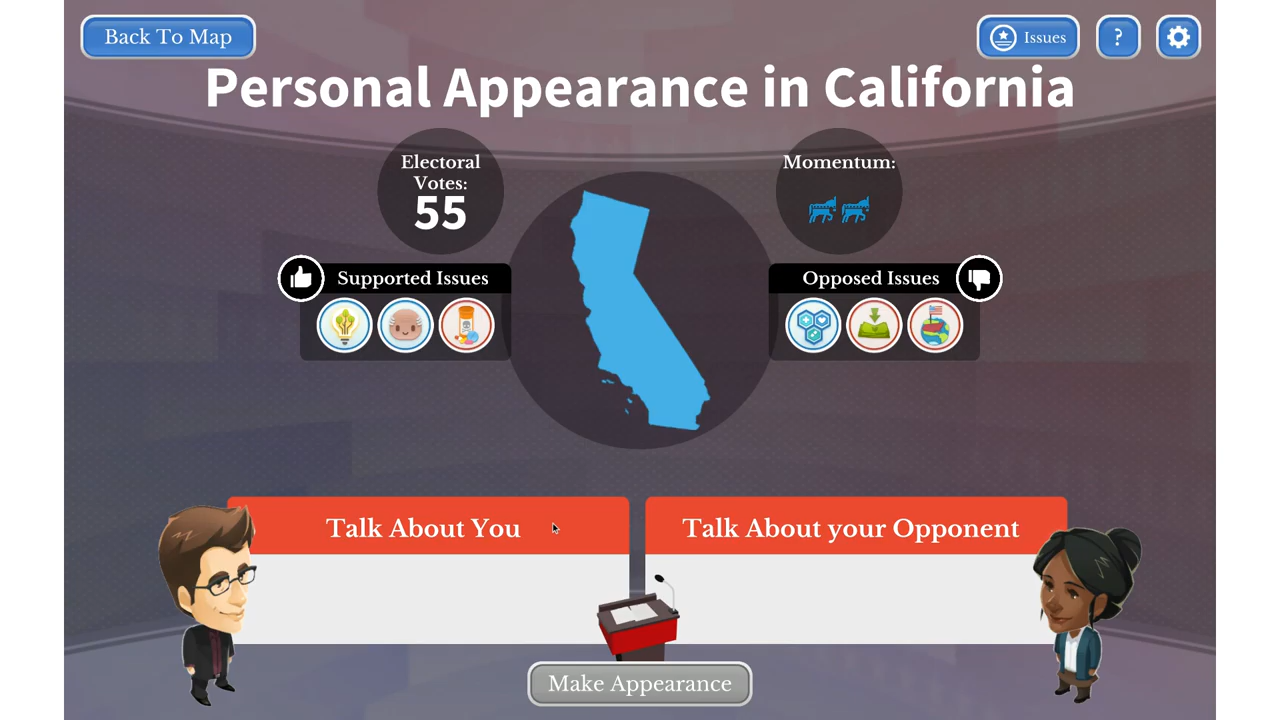 Back To Map
Issues
?
Personal Appearance in California
Electoral
Votes:
55
Momentum:
Supported Issues
Opposed Issues
Talk About You
Talk About your Opponent
Make Appearance